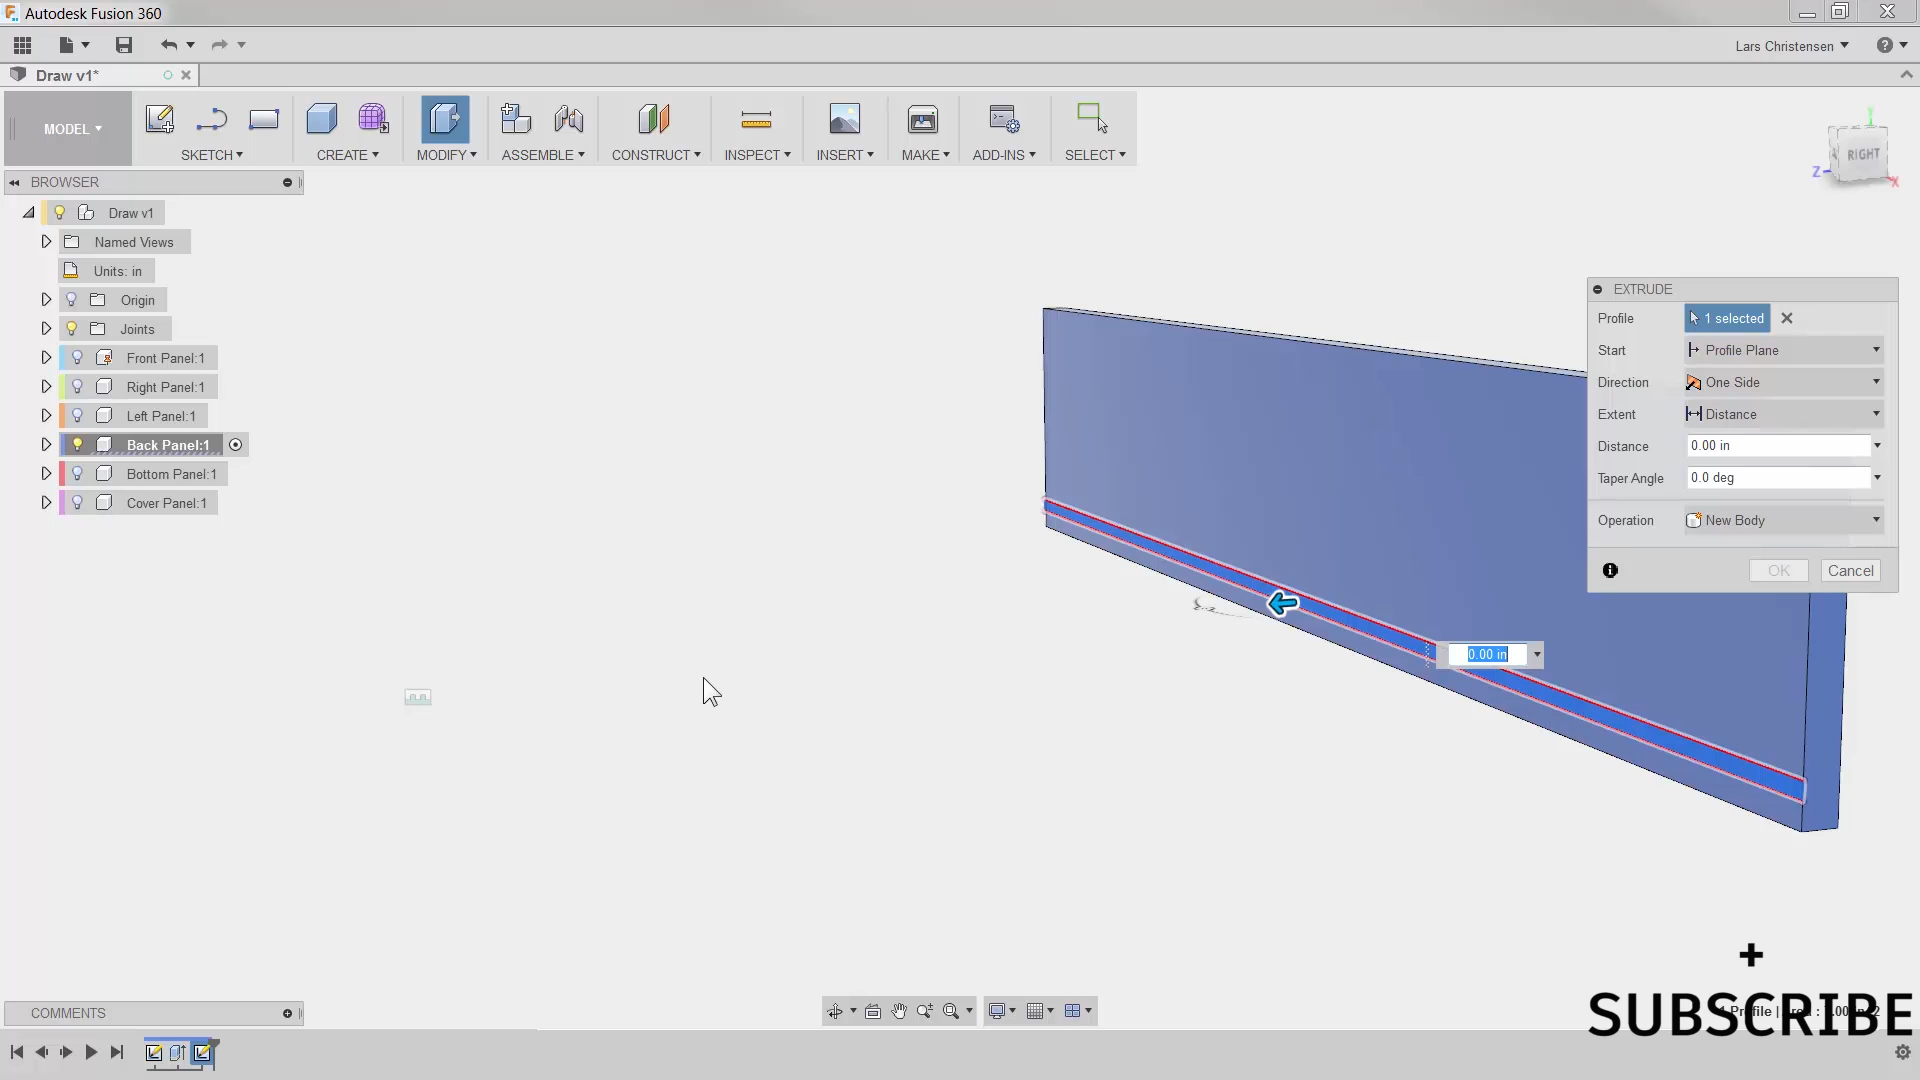 Autodesk Fusion 360
Lars Christensen
Draw v1*
MODEL
SKETCH
CREATE
MODIFY
ASSEMBLE
CONSTRUCT
INSPECT
INSERT
MAKE
ADD-INS
SELECT
RIGHT
Z
X
BROWSER
Draw v1
Named Views
Units: in
Origin
Joints
Front Panel:1
Right Panel:1
Left Panel:1
Back Panel:1
Bottom Panel:1
Cover Panel:1
EXTRUDE
Profile 1 selected
Start Profile Plane
Direction One Side
Extent Distance
Distance 0.00 in
Taper Angle 0.0 deg
Operation New Body
OK Cancel
0.00 in
+
SUBSCRIBE
Profile
COMMENTS